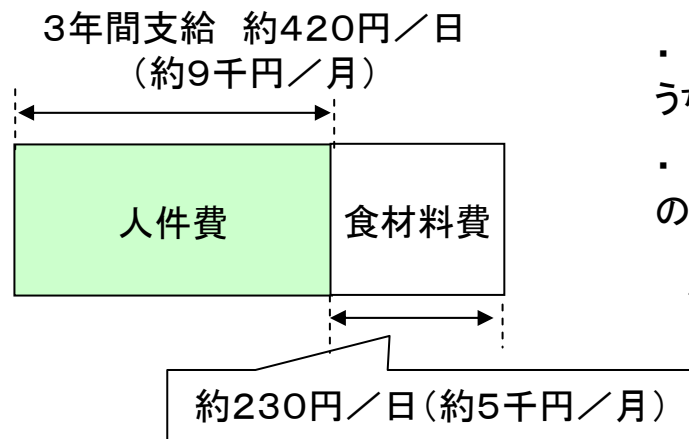 3年間支給 約420円／日
（約9千円／月）
・
・
の
人件費
食材料費
約230円／日（約5千円／月）